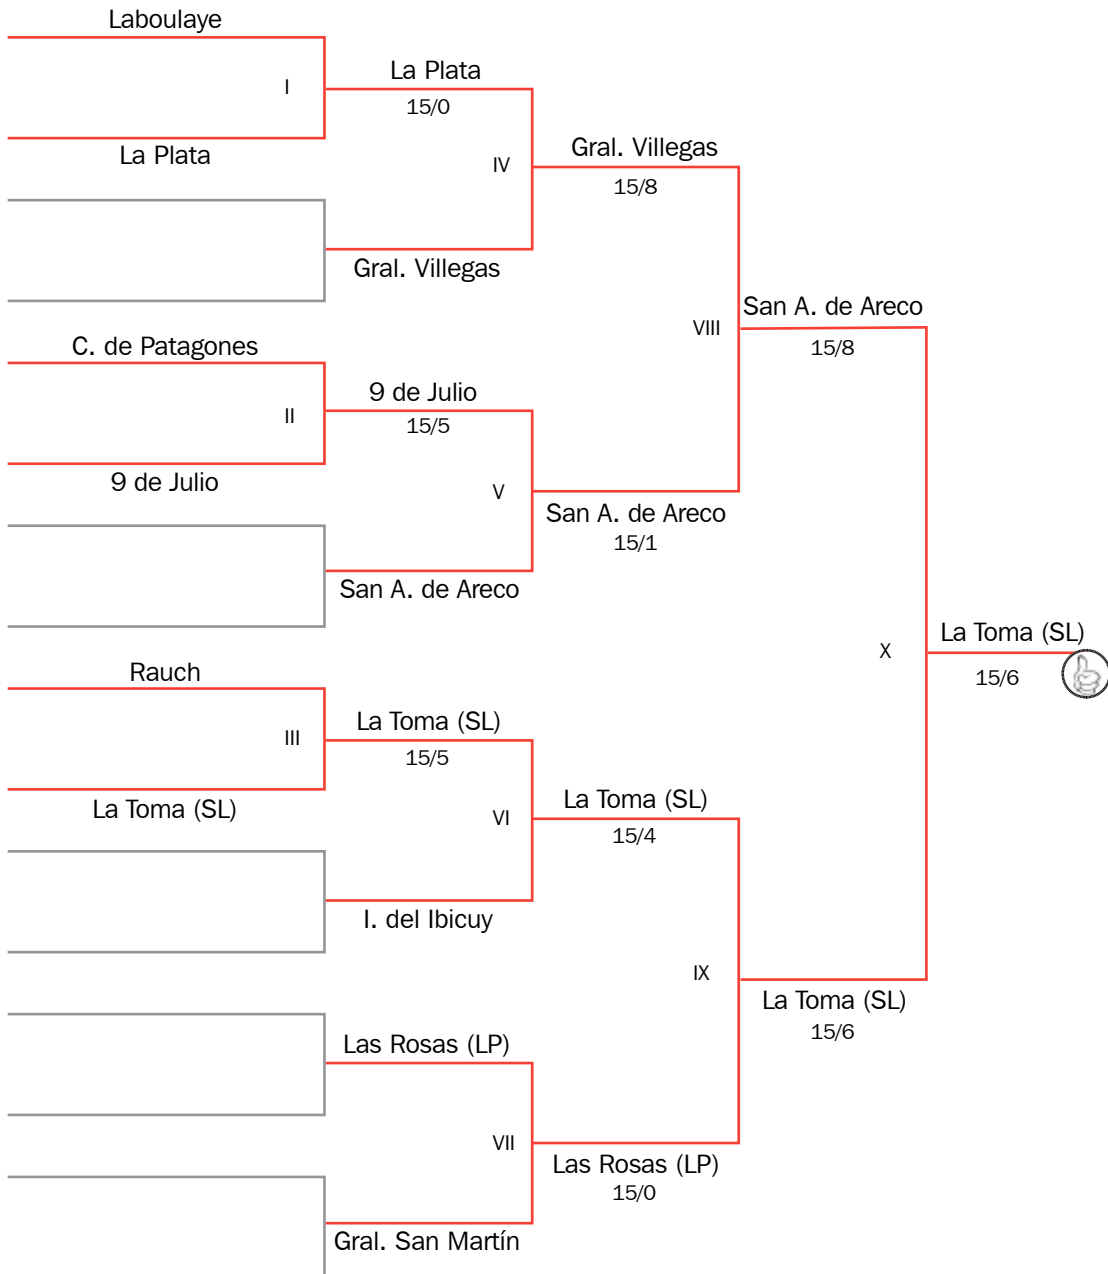 Laboulaye
I
La Plata
La Plata
15/0
IV
Gral. Villegas
Gral. Villegas
15/8
C. de Patagones
II
9 de Julio
9 de Julio
15/5
V
San A. de Areco
San A. de Areco
15/1
VIII
San A. de Areco
15/8
Rauch
III
La Toma (SL)
La Toma (SL)
15/5
VI
I. del Ibicuy
La Toma (SL)
15/4
Las Rosas (LP)
VII
Gral. San Martín
Las Rosas (LP)
15/0
IX
La Toma (SL)
15/6
X
La Toma (SL)
15/6